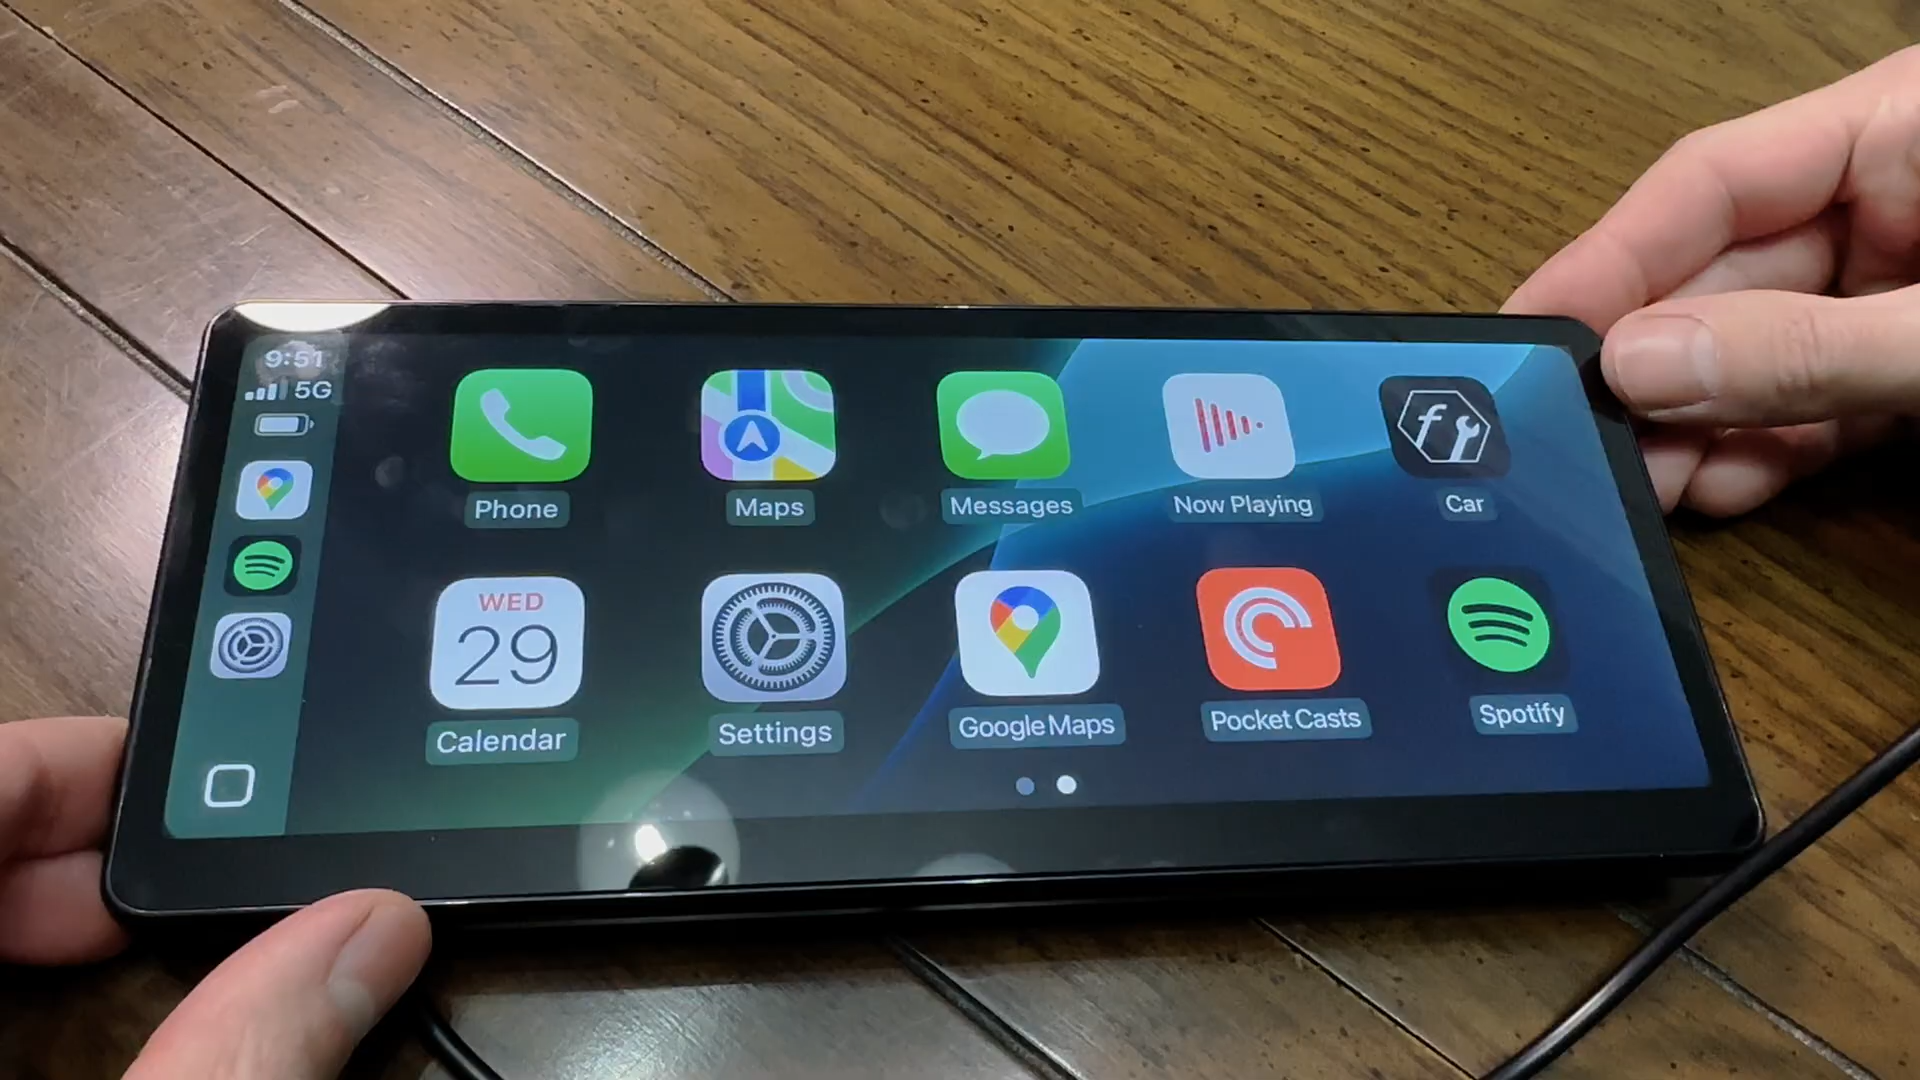 9:51
5G
Phone
Maps
Messages
Now Playing
Car
WED
29
Calendar
Settings
Google Maps
Pocket Casts
Spotify